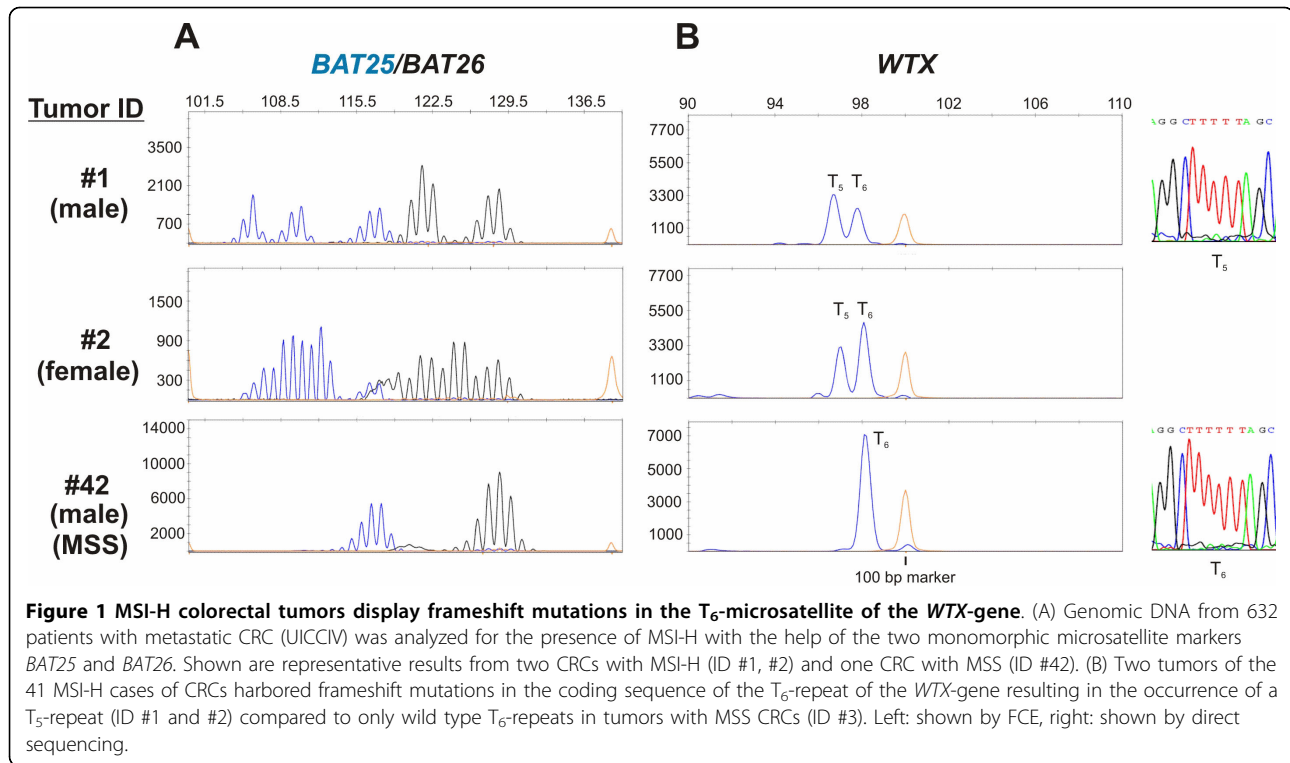 A
BAT25/BAT26
B
WTX
Tumor ID
101.5 108.5 115.5 122.5 129.5 136.5
90 94 98 102 106 110
#1
(male)
3500
2100
700
7700
5500
3300
1100
T5 T6
AGGCTTTTTAGC
T5
#2
(female)
1500
900
300
7700
5500
3300
1100
T5 T6
#42
(male)
(MSS)
14000
10000
6000
2000
7000
5000
3000
1000
T6
100 bp marker
AGGCTTTTTTAGC
T6
Figure 1 MSI-H colorectal tumors display frameshift mutations in the T6-microsatellite of the WTX-gene. (A) Genomic DNA from 632
patients with metastatic CRC (UICCIV) was analyzed for the presence of MSI-H with the help of the two monomorphic microsatellite markers
BAT25 and BAT26. Shown are representative results from two CRCs with MSI-H (ID #1, #2) and one CRC with MSS (ID #42). (B) Two tumors of the
41 MSI-H cases of CRCs harbored frameshift mutations in the coding sequence of the T6-repeat of the WTX-gene resulting in the occurrence of a
T5-repeat (ID #1 and #2) compared to only wild type T6-repeats in tumors with MSS CRCs (ID #3). Left: shown by FCE, right: shown by direct
sequencing.